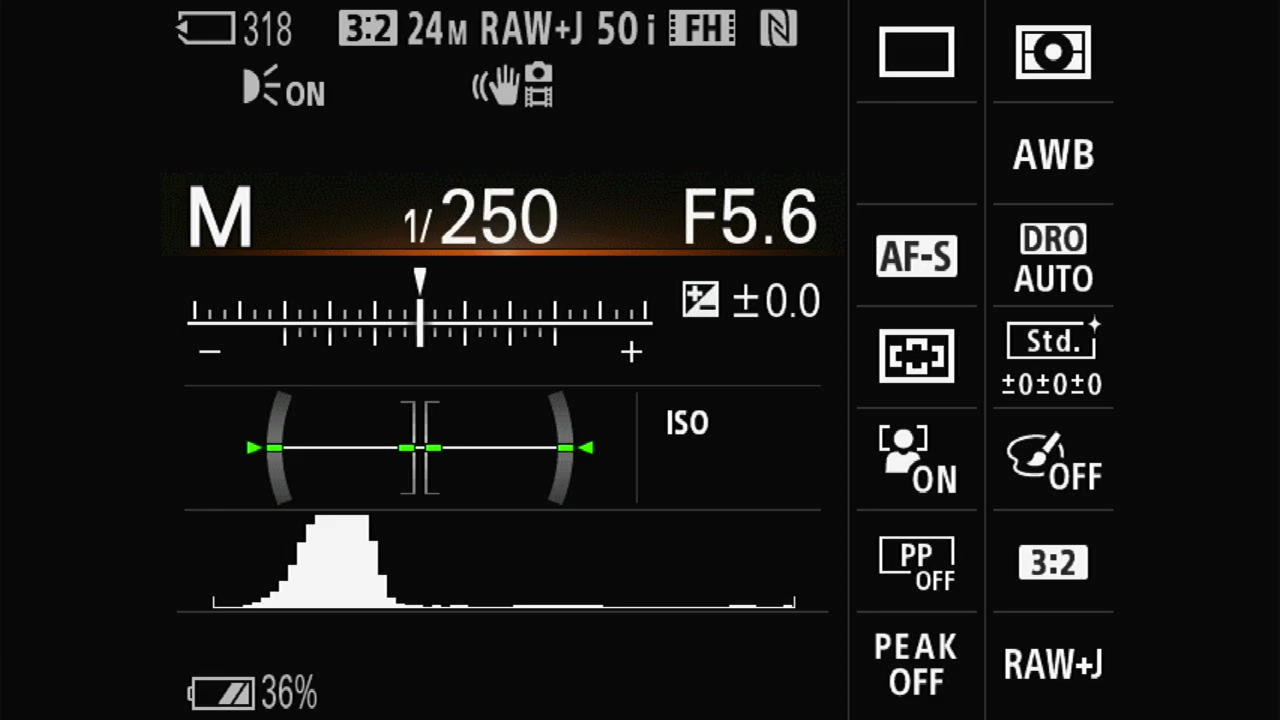 318 3:2 24M RAW+J 50 i FH N
ON
M 1/250 F5.6
±0.0
− +
ISO
36%
AWB
AF-S
DRO
AUTO
Std.
±0±0±0
ON
OFF
PP
OFF
3:2
PEAK
OFF
RAW+J